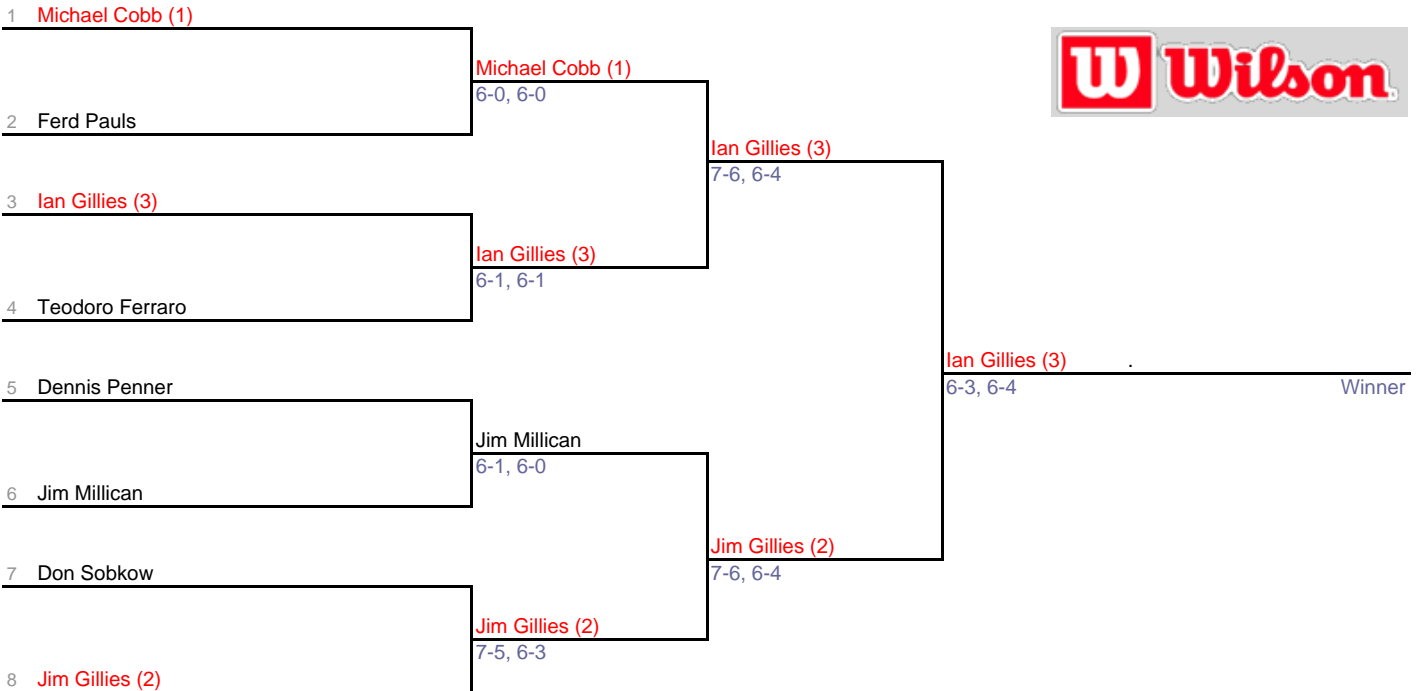 1 Michael Cobb (1)
W Wilson
Michael Cobb (1)
6-0, 6-0
2 Ferd Pauls
Ian Gillies (3)
7-6, 6-4
3 Ian Gillies (3)
Ian Gillies (3)
6-1, 6-1
4 Teodoro Ferraro
Ian Gillies (3) .
6-3, 6-4 Winner
5 Dennis Penner
Jim Millican
6-1, 6-0
6 Jim Millican
Jim Gillies (2)
7-6, 6-4
7 Don Sobkow
Jim Gillies (2)
7-5, 6-3
8 Jim Gillies (2)